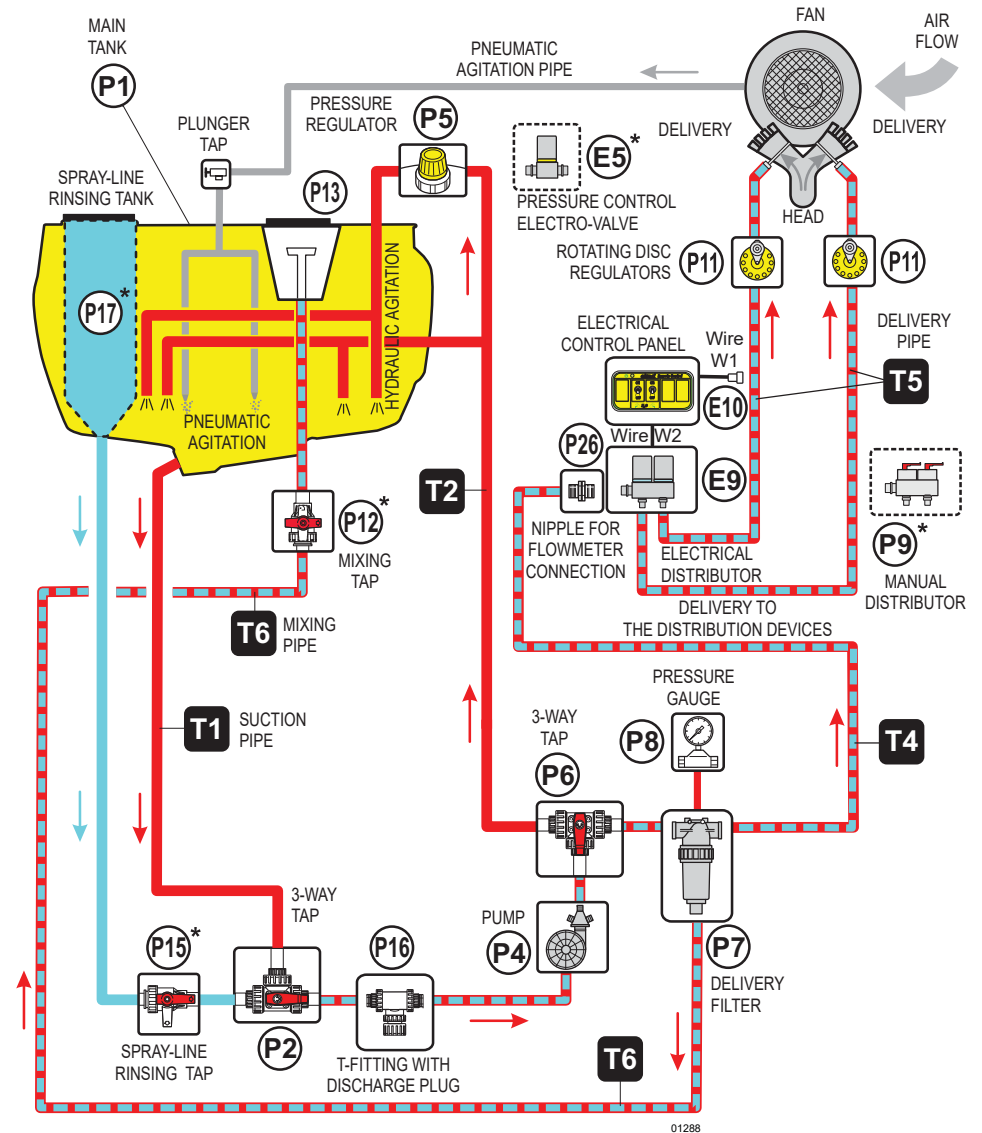 MAIN
TANK
P1
PLUNGER
TAP
SPRAY-LINE
RINSING TANK
P17*
P13
PRESSURE
REGULATOR
P5
PNEUMATIC
AGITATION PIPE
FAN
AIR
FLOW
DELIVERY
DELIVERY
HEAD
E5*
PRESSURE CONTROL
ELECTRO-VALVE
ROTATING DISC
REGULATORS
P11
P11
HYDRAULIC AGITATION
PNEUMATIC
AGITATION
ELECTRICAL
CONTROL PANEL
Wire
W1
E10
DELIVERY
PIPE
T5
P26
Wire W2
E9
NIPPLE FOR
FLOWMETER
CONNECTION
ELECTRICAL
DISTRIBUTOR
P9*
MANUAL
DISTRIBUTOR
DELIVERY TO
THE DISTRIBUTION DEVICES
T2
P12*
MIXING
TAP
T6
MIXING
PIPE
T1
SUCTION
PIPE
PRESSURE
GAUGE
P8
3-WAY
TAP
P6
T4
3-WAY
TAP
P15*
SPRAY-LINE
RINSING TAP
P2
P16
T-FITTING WITH
DISCHARGE PLUG
PUMP
P4
P7
DELIVERY
FILTER
T6
01288